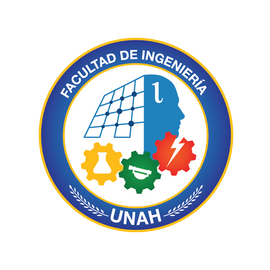 FACULTAD DE INGENIERÍA
UNAH